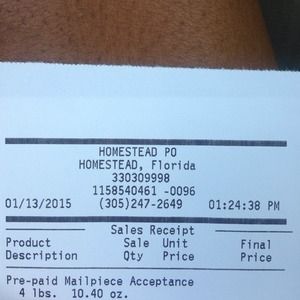 HOMESTEAD PO
HOMESTEAD, Florida
330309998
1158540461 -0096
01/13/2015 (305)247-2649 01:24:38 PM
Sales Receipt
Product Sale Unit Final
Description Qty Price Price
Pre-paid Mailpiece Acceptance
4 lbs. 10.40 oz.